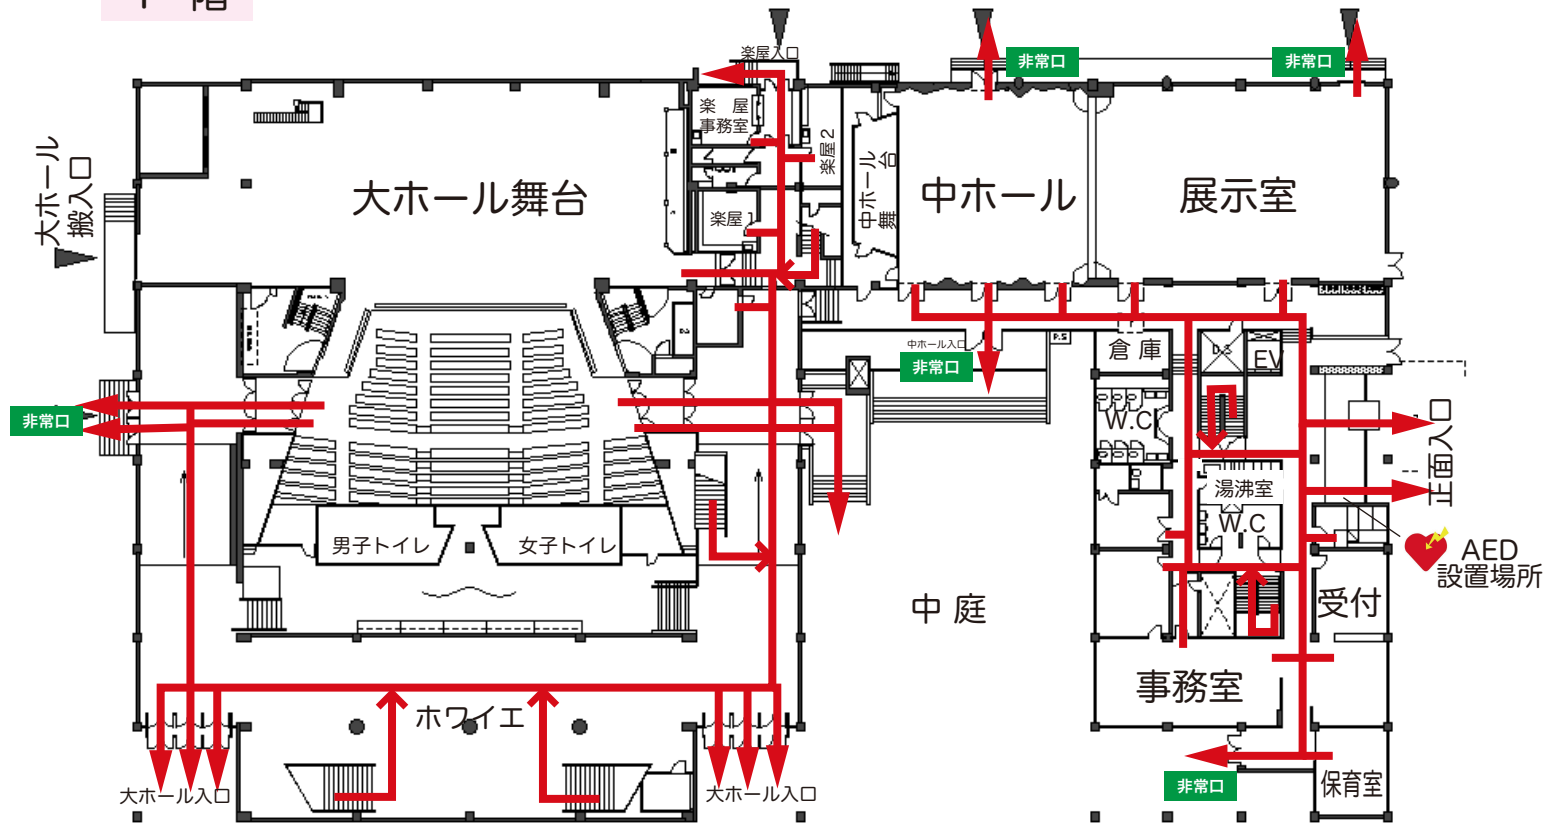 楽屋入口
非常口
非常口
楽屋
事務室
楽屋2
大ホール
搬入口
大ホール舞台
楽屋1
中ホール
舞台
中ホール
展示室
中ホール入口
非常口
P.S
倉庫
D.S
EV
W.C
非常口
正面入口
湯沸室
W.C
男子トイレ
女子トイレ
AED
設置場所
中庭
受付
事務室
ホワイエ
大ホール入口
大ホール入口
非常口
保育室